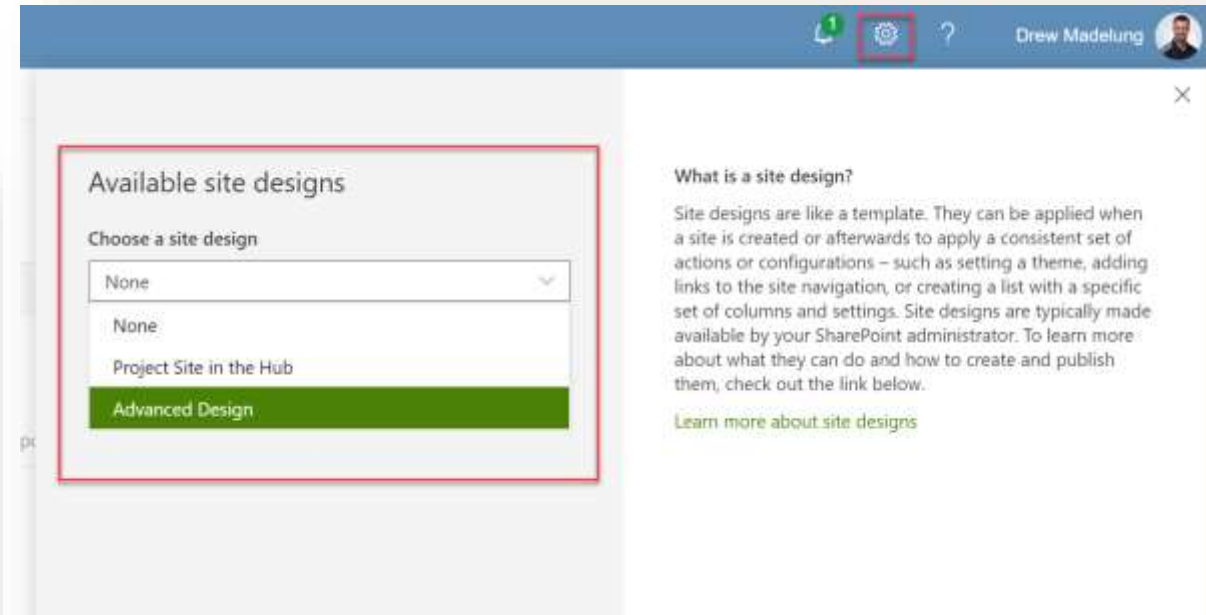 1
?
Drew Madelung
Available site designs
Choose a site design
None
None
Project Site in the Hub
Advanced Design
What is a site design?
Site designs are like a template. They can be applied when
a site is created or afterwards to apply a consistent set of
actions or configurations – such as setting a theme, adding
links to the site navigation, or creating a list with a specific
set of columns and settings. Site designs are typically made
available by your SharePoint administrator. To learn more
about what they can do and how to create and publish
them, check out the link below.
Learn more about site designs